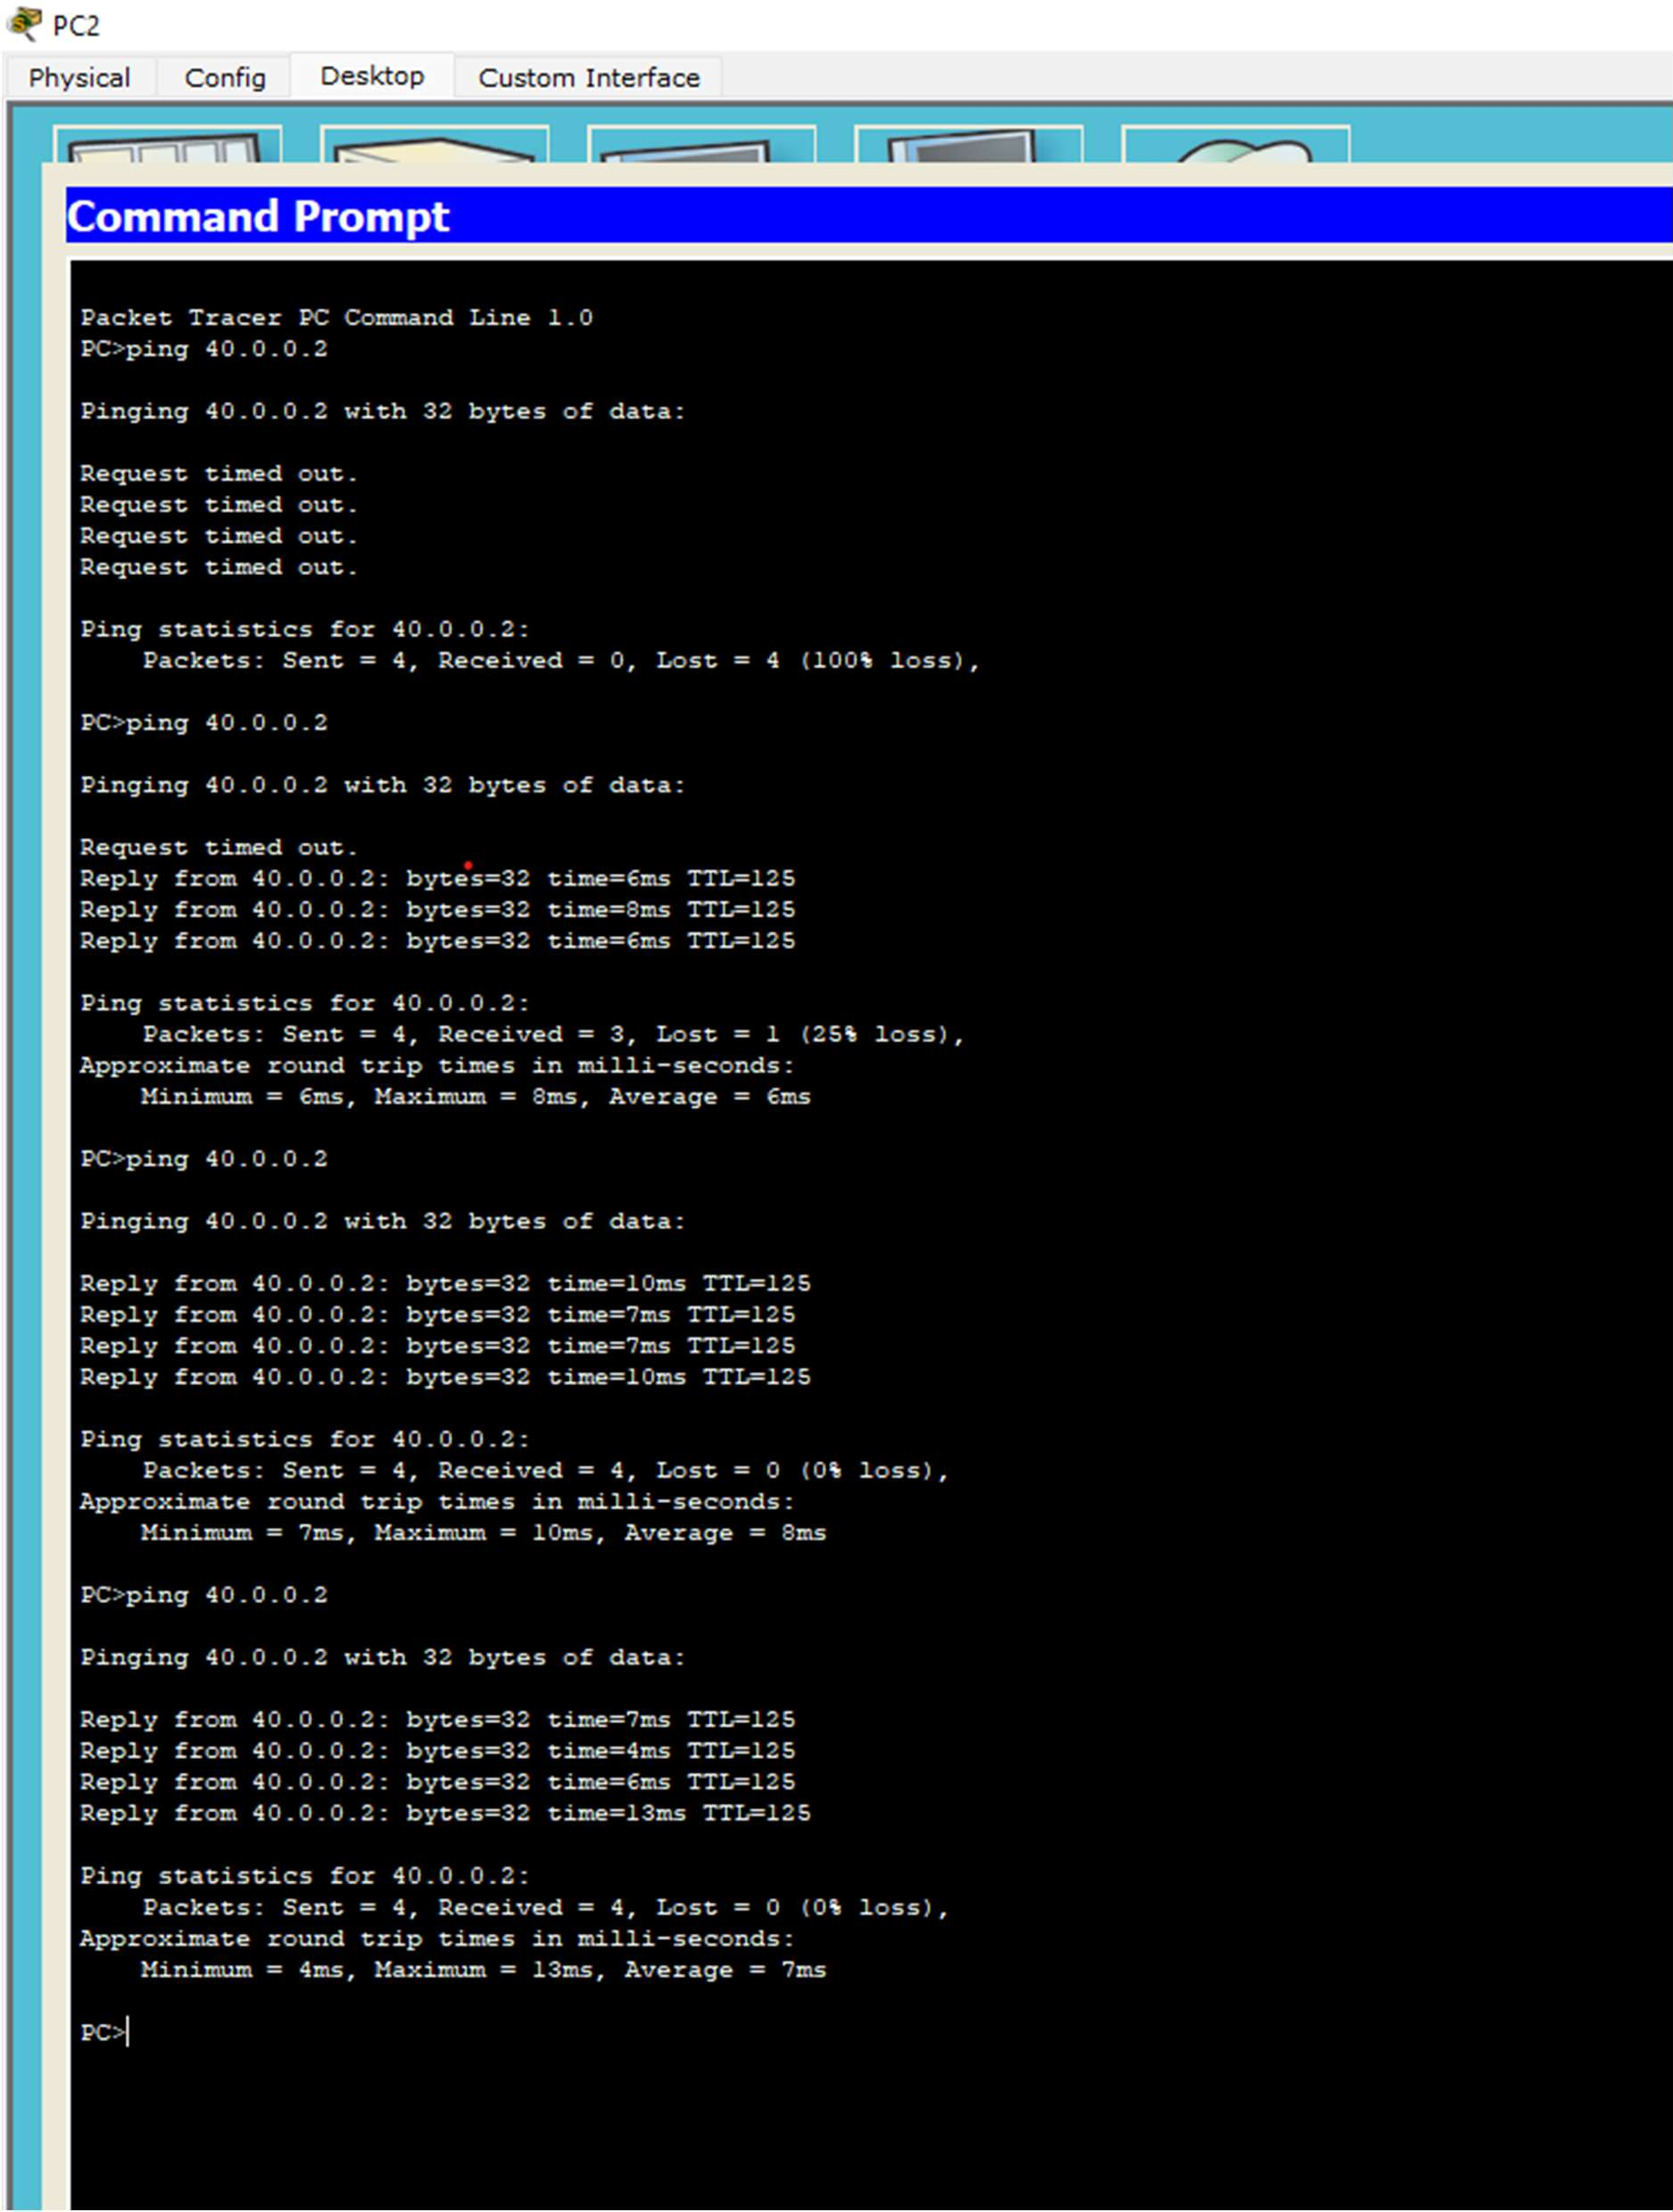 PC2
Physical Config Desktop Custom Interface
Command Prompt
Packet Tracer PC Command Line 1.0
PC>ping 40.0.0.2
Pinging 40.0.0.2 with 32 bytes of data:
Request timed out.
Request timed out.
Request timed out.
Request timed out.
Ping statistics for 40.0.0.2:
Packets: Sent = 4, Received = 0, Lost = 4 (100% loss),
PC>ping 40.0.0.2
Pinging 40.0.0.2 with 32 bytes of data:
Request timed out.
Reply from 40.0.0.2: bytes=32 time=6ms TTL=125
Reply from 40.0.0.2: bytes=32 time=8ms TTL=125
Reply from 40.0.0.2: bytes=32 time=6ms TTL=125
Ping statistics for 40.0.0.2:
Packets: Sent = 4, Received = 3, Lost = 1 (25% loss),
Approximate round trip times in milli-seconds:
Minimum = 6ms, Maximum = 8ms, Average = 6ms
PC>ping 40.0.0.2
Pinging 40.0.0.2 with 32 bytes of data:
Reply from 40.0.0.2: bytes=32 time=10ms TTL=125
Reply from 40.0.0.2: bytes=32 time=7ms TTL=125
Reply from 40.0.0.2: bytes=32 time=7ms TTL=125
Reply from 40.0.0.2: bytes=32 time=10ms TTL=125
Ping statistics for 40.0.0.2:
Packets: Sent = 4, Received = 4, Lost = 0 (0% loss),
Approximate round trip times in milli-seconds:
Minimum = 7ms, Maximum = 10ms, Average = 8ms
PC>ping 40.0.0.2
Pinging 40.0.0.2 with 32 bytes of data:
Reply from 40.0.0.2: bytes=32 time=7ms TTL=125
Reply from 40.0.0.2: bytes=32 time=4ms TTL=125
Reply from 40.0.0.2: bytes=32 time=6ms TTL=125
Reply from 40.0.0.2: bytes=32 time=13ms TTL=125
Ping statistics for 40.0.0.2:
Packets: Sent = 4, Received = 4, Lost = 0 (0% loss),
Approximate round trip times in milli-seconds:
Minimum = 4ms, Maximum = 13ms, Average = 7ms
PC>